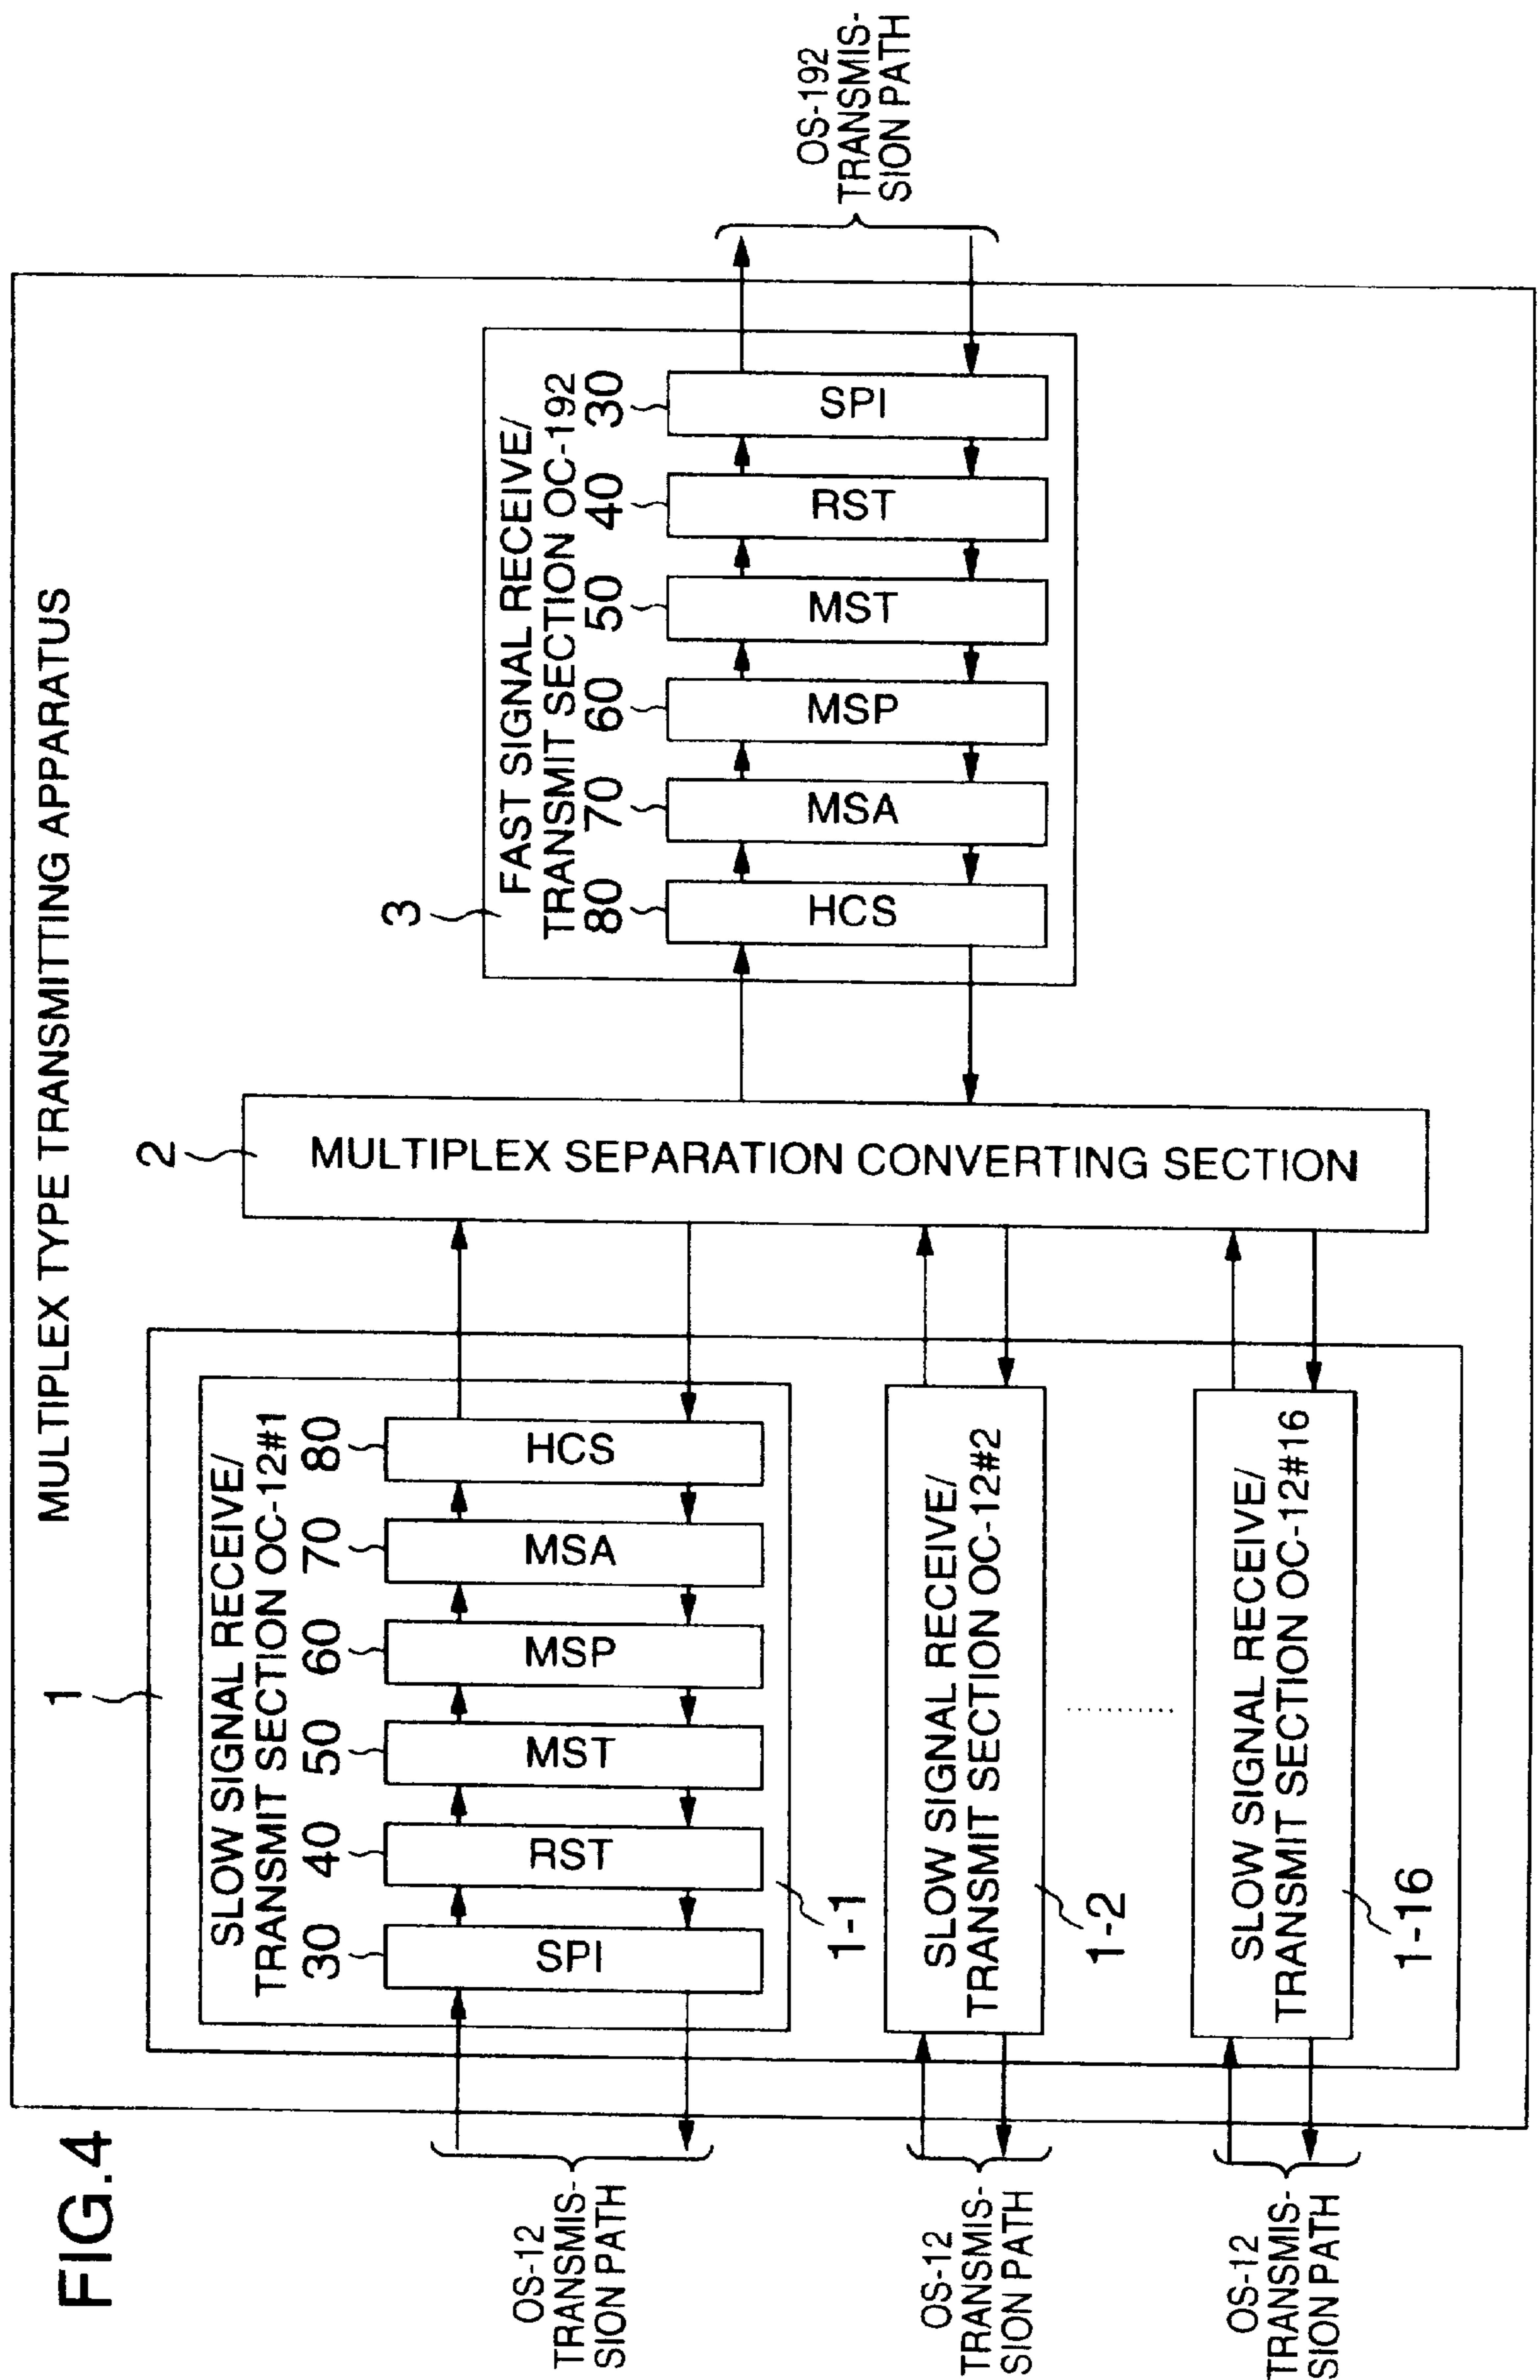 FIG.4
MULTIPLEX TYPE TRANSMITTING APPARATUS
1
SLOW SIGNAL RECEIVE/
TRANSMIT SECTION OC-12#1
30 40 50 60 70 80
SPI RST MST MSP MSA HCS
1-1
OS-12
TRANSMIS-
SION PATH
SLOW SIGNAL RECEIVE/
TRANSMIT SECTION OC-12#2
1-2
OS-12
TRANSMIS-
SION PATH
SLOW SIGNAL RECEIVE/
TRANSMIT SECTION OC-12#16
1-16
OS-12
TRANSMIS-
SION PATH
2
MULTIPLEX SEPARATION CONVERTING SECTION
3
FAST SIGNAL RECEIVE/
TRANSMIT SECTION OC-192
80 70 60 50 40 30
HCS MSA MSP MST RST SPI
OS-192
TRANSMIS-
SION PATH